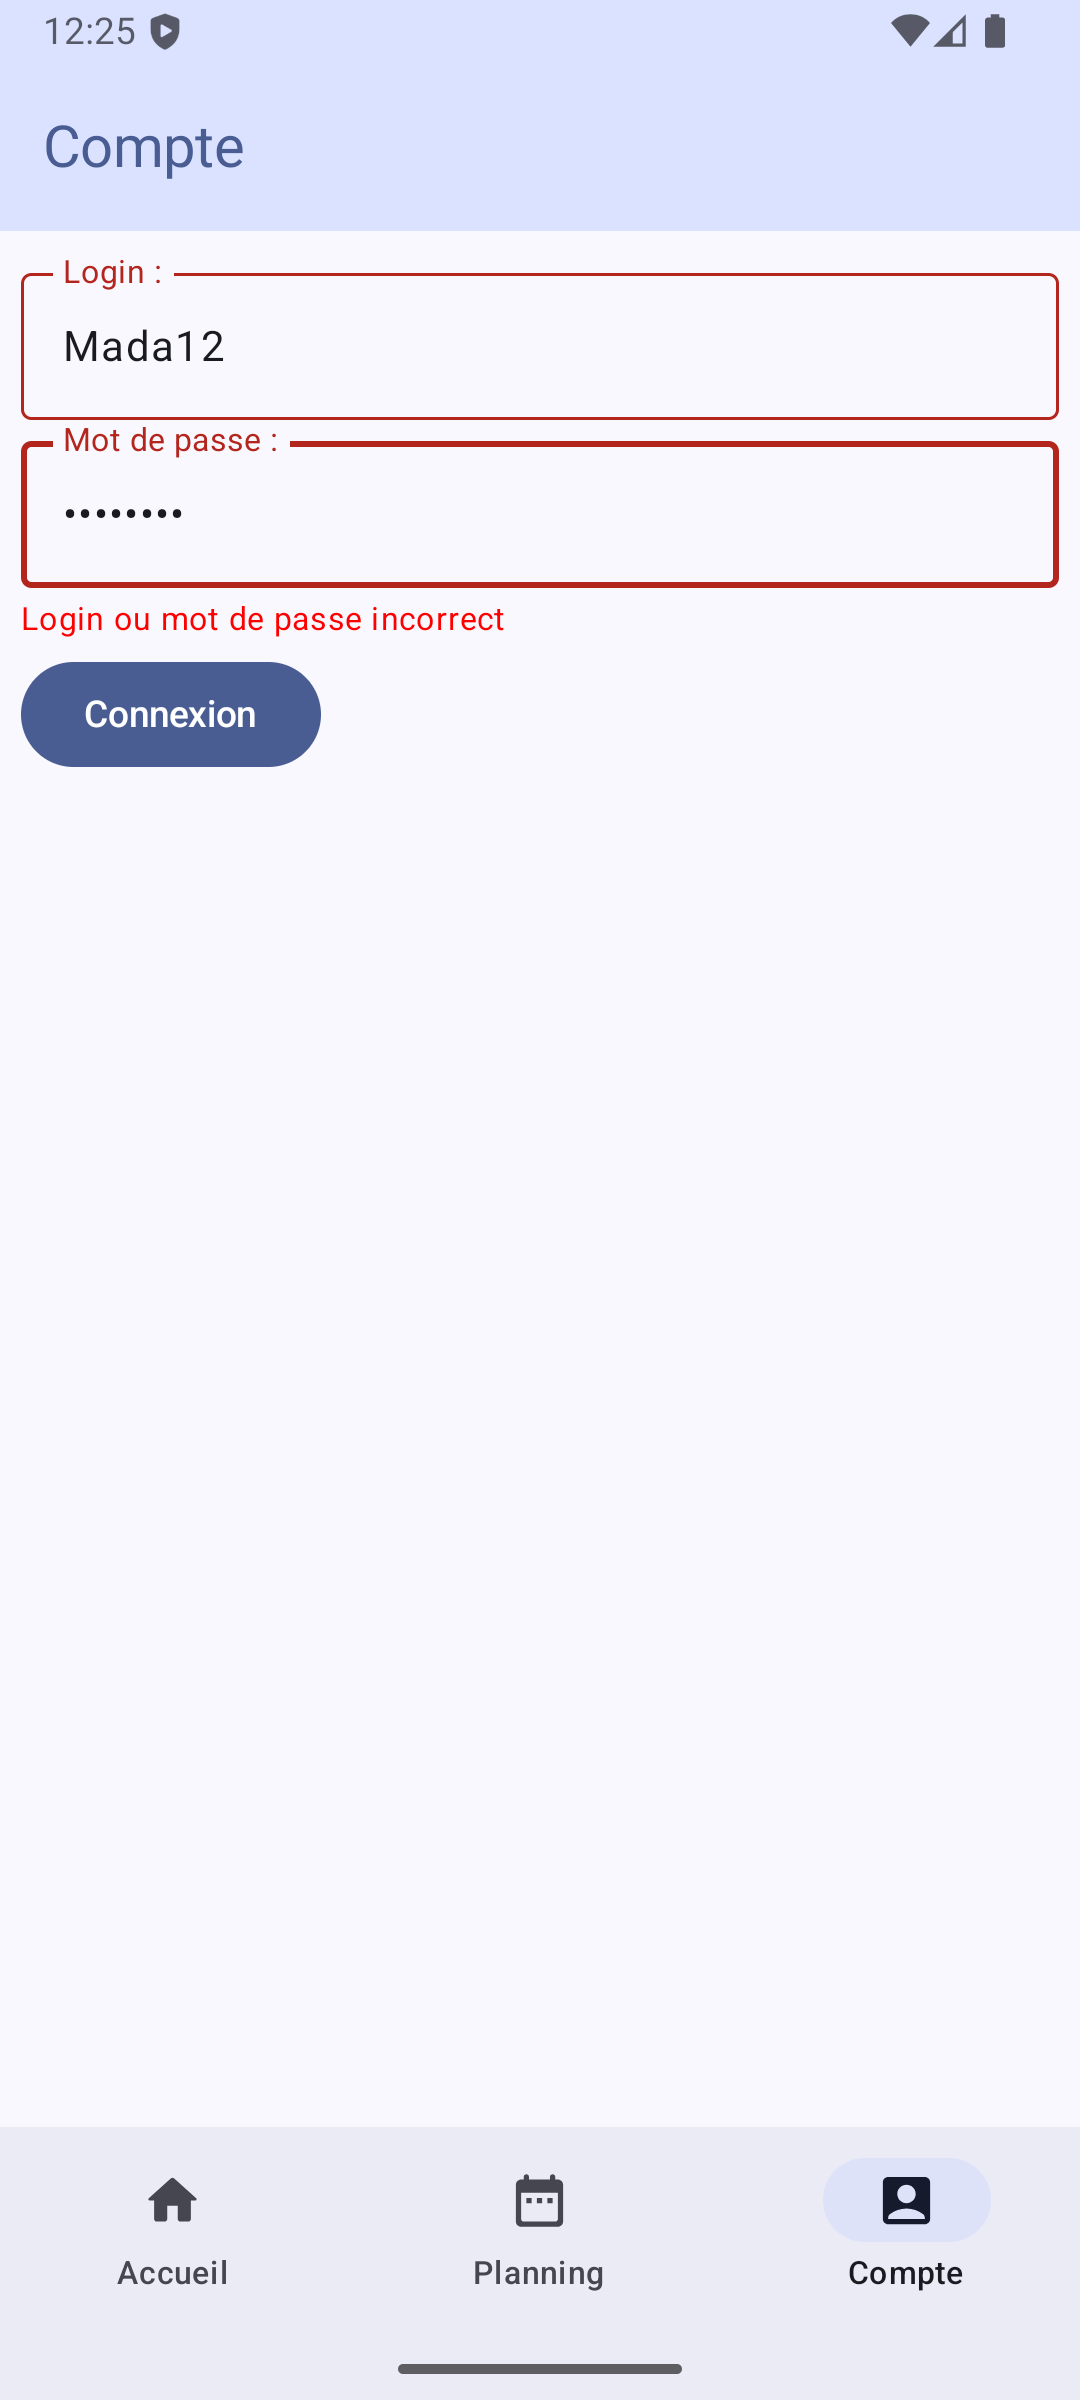 12:25
Compte
Login :
Mada12
Mot de passe :
••••••••
Login ou mot de passe incorrect
Connexion
Accueil
Planning
Compte